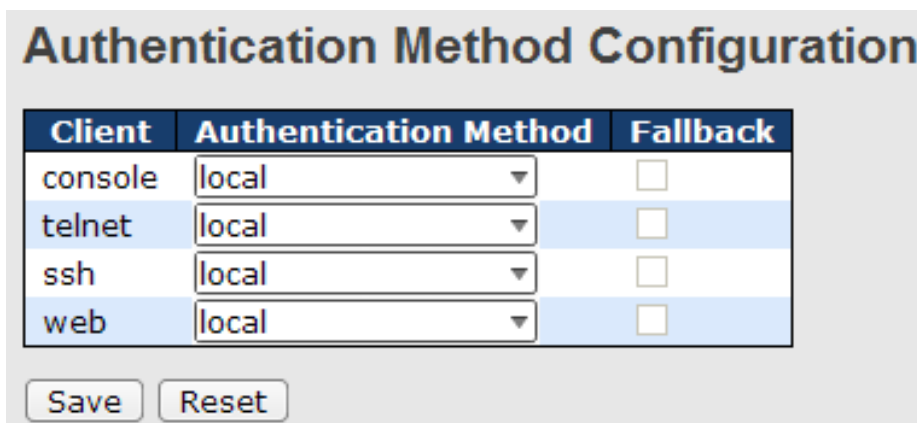 Authentication Method Configuration
Client Authentication Method Fallback
console local
telnet local
ssh local
web local
Save Reset